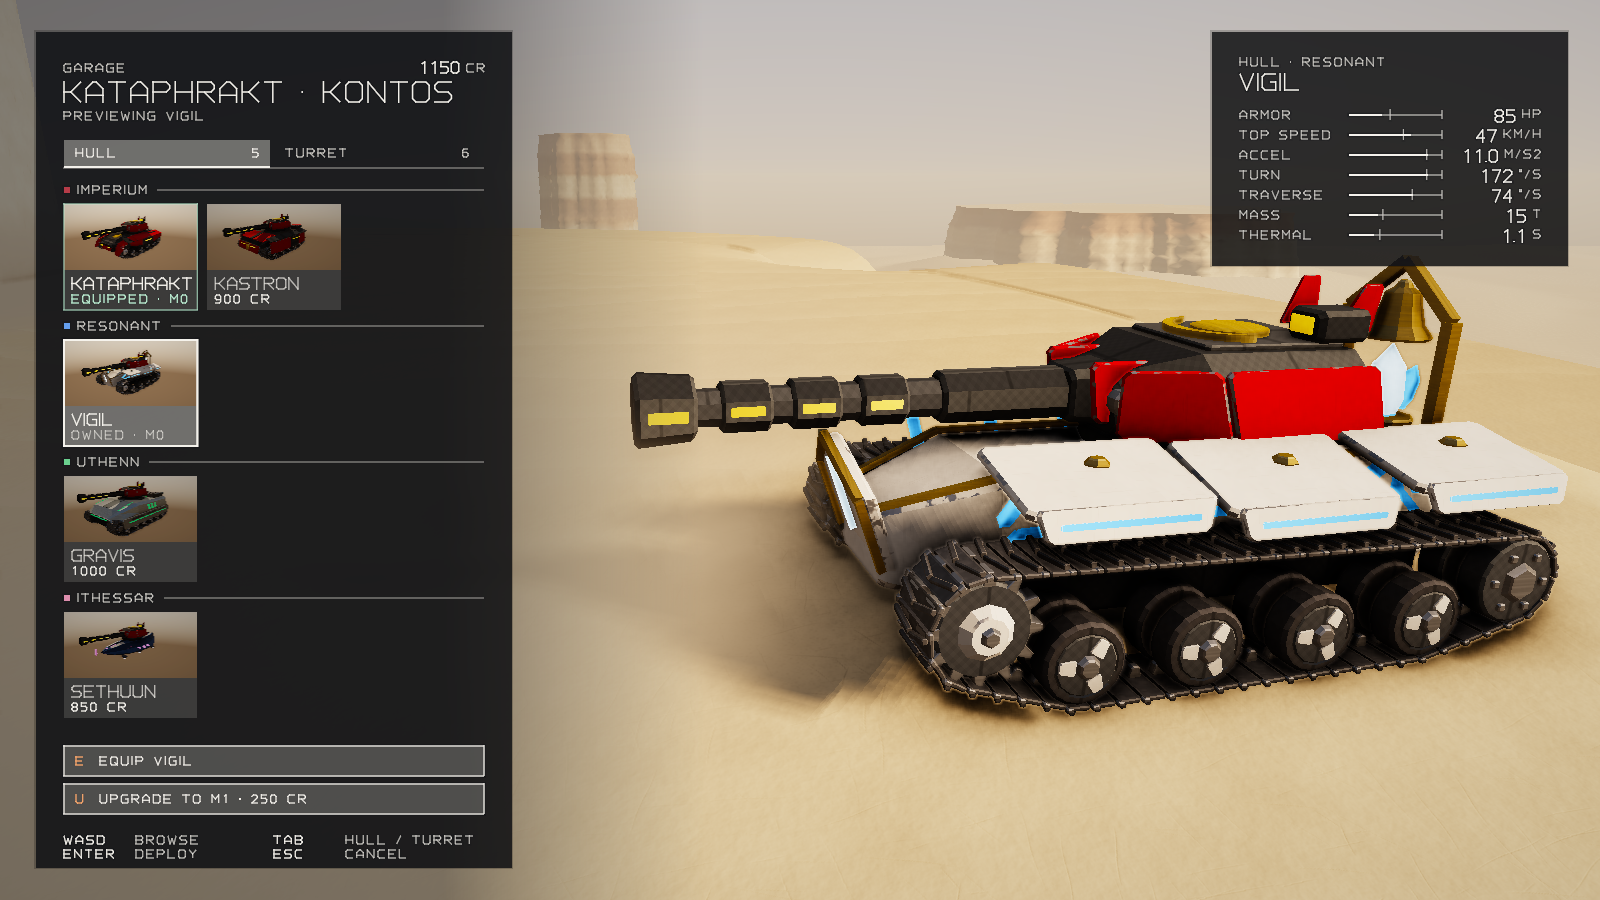 GARAGE 1150 CR
KATAPHRAKT · KONTOS
PREVIEWING VIGIL
HULL 5 TURRET 6
IMPERIUM
KATAPHRAKT KASTRON
EQUIPPED · M0 900 CR
RESONANT
VIGIL
OWNED · M0
UTHENN
GRAVIS
1000 CR
ITHESSAR
SETHUUN
850 CR
E EQUIP VIGIL
U UPGRADE TO M1 · 250 CR
WASD BROWSE TAB HULL / TURRET
ENTER DEPLOY ESC CANCEL
HULL · RESONANT
VIGIL
ARMOR 85 HP
TOP SPEED 47 KM/H
ACCEL 11.0 M/S2
TURN 172 °/S
TRAVERSE 74 °/S
MASS 15 T
THERMAL 1.1 S